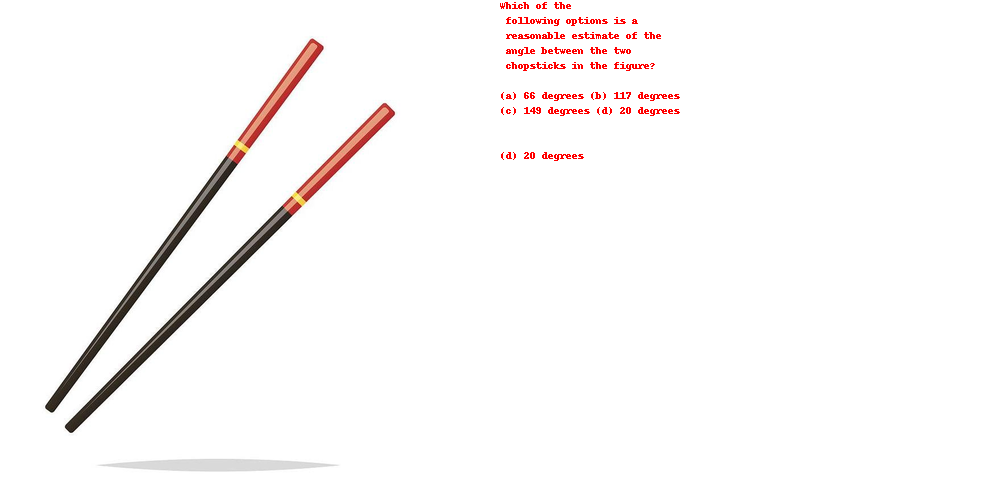 Which of the
following options is a
reasonable estimate of the
angle between the two
chopsticks in the figure?
(a) 66 degrees (b) 117 degrees
(c) 149 degrees (d) 20 degrees
(d) 20 degrees